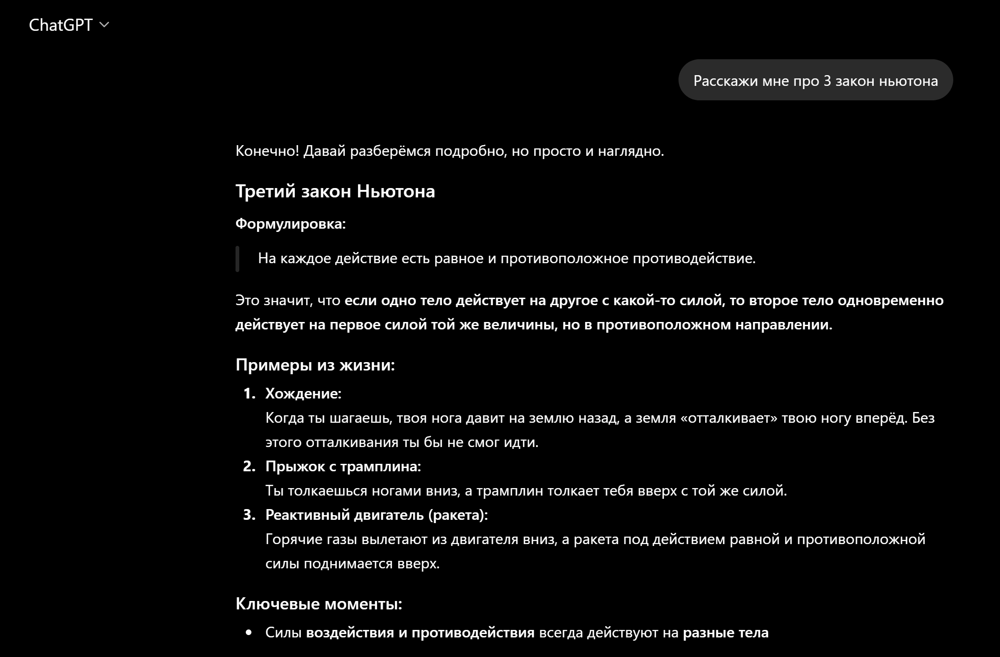 ChatGPT
Расскажи мне про 3 закон ньютона
Конечно! Давай разберёмся подробно, но просто и наглядно.
Третий закон Ньютона
Формулировка:
На каждое действие есть равное и противоположное противодействие.
Это значит, что если одно тело действует на другое с какой-то силой, то второе тело одновременно
действует на первое силой той же величины, но в противоположном направлении.
Примеры из жизни:
1. Хождение:
Когда ты шагаешь, твоя нога давит на землю назад, а земля «отталкивает» твою ногу вперёд. Без
этого отталкивания ты бы не смог идти.
2. Прыжок с трамплина:
Ты толкаешься ногами вниз, а трамплин толкает тебя вверх с той же силой.
3. Реактивный двигатель (ракета):
Горячие газы вылетают из двигателя вниз, а ракета под действием равной и противоположной
силы поднимается вверх.
Ключевые моменты:
• Силы воздействия и противодействия всегда действуют на разные тела